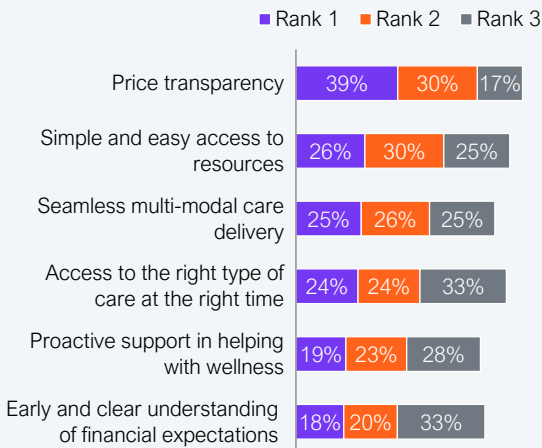 Rank 1 Rank 2 Rank 3
Price transparency 39% 30% 17%
Simple and easy access to
resources
26% 30% 25%
Seamless multi-modal care
delivery
25% 26% 25%
Access to the right type of
care at the right time
24% 24% 33%
Proactive support in helping
with wellness
19% 23% 28%
Early and clear understanding
of financial expectations
18% 20% 33%